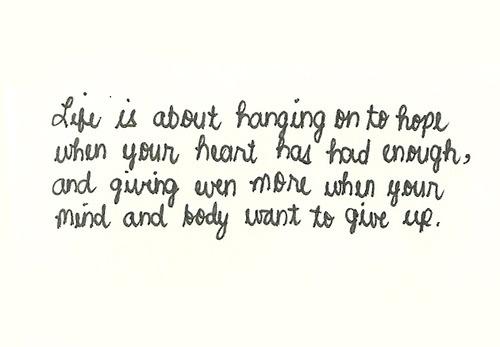 Life is about hanging on to hope
when your heart has had enough,
and giving even more when your
mind and body want to give up.